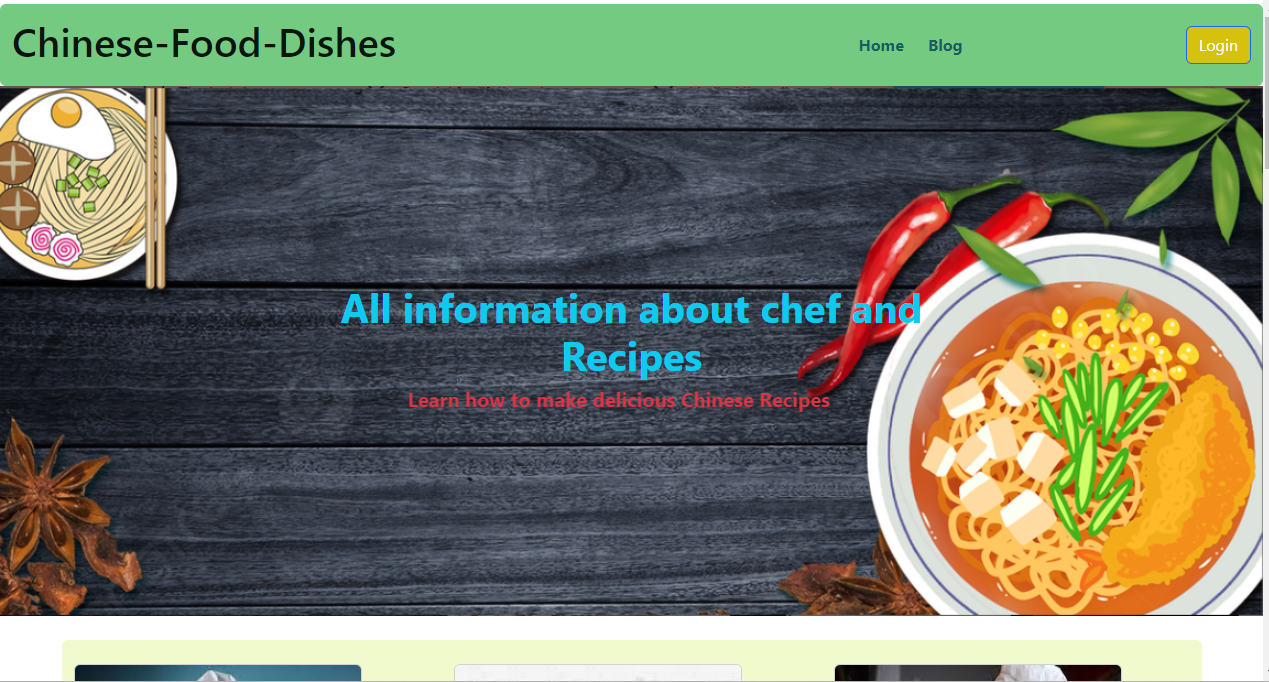 Chinese-Food-Dishes
Home Blog
Login
All information about chef and
Recipes
Learn how to make delicious Chinese Recipes